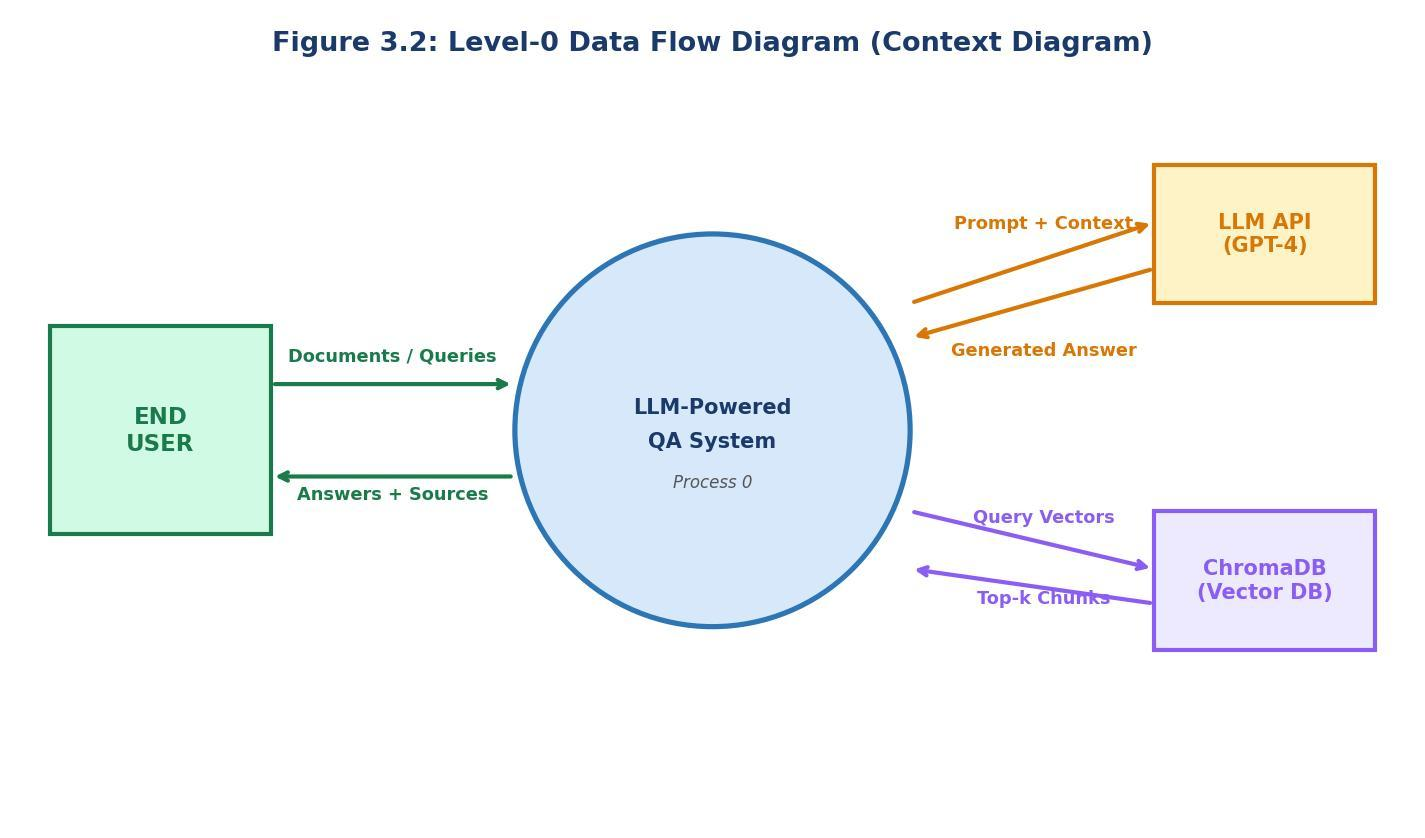 Figure 3.2: Level-0 Data Flow Diagram (Context Diagram)
Prompt + Context
LLM API
(GPT-4)
Generated Answer
Documents / Queries
END
USER
Answers + Sources
LLM-Powered
QA System
Process 0
Query Vectors
Top-k Chunks
ChromaDB
(Vector DB)